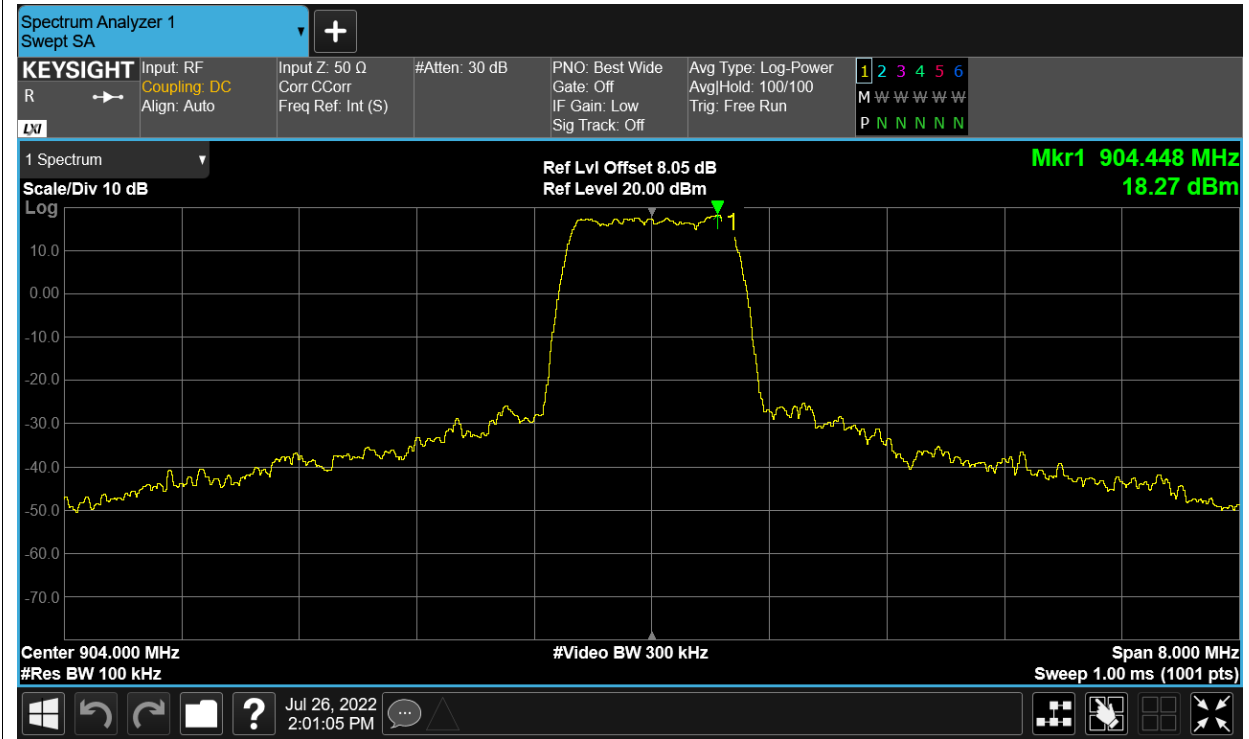 Spectrum Analyzer 1
Swept SA
KEYSIGHT
R
LXI
Input: RF
Coupling: DC
Align: Auto
Input Z: 50 Ω
Corr CCorr
Freq Ref: Int (S)
#Atten: 30 dB
PNO: Best Wide
Gate: Off
IF Gain: Low
Sig Track: Off
Avg Type: Log-Power
Avg|Hold: 100/100
Trig: Free Run
1 2 3 4 5 6
M W W W W W
P N N N N N N
1 Spectrum
Scale/Div 10 dB
Log
Ref Lvl Offset 8.05 dB
Ref Level 20.00 dBm
Mkr1 904.448 MHz
18.27 dBm
1
10.0
0.00
-10.0
-20.0
-30.0
-40.0
-50.0
-60.0
-70.0
Center 904.000 MHz
#Res BW 100 kHz
#Video BW 300 kHz
Span 8.000 MHz
Sweep 1.00 ms (1001 pts)
?
Jul 26, 2022
2:01:05 PM